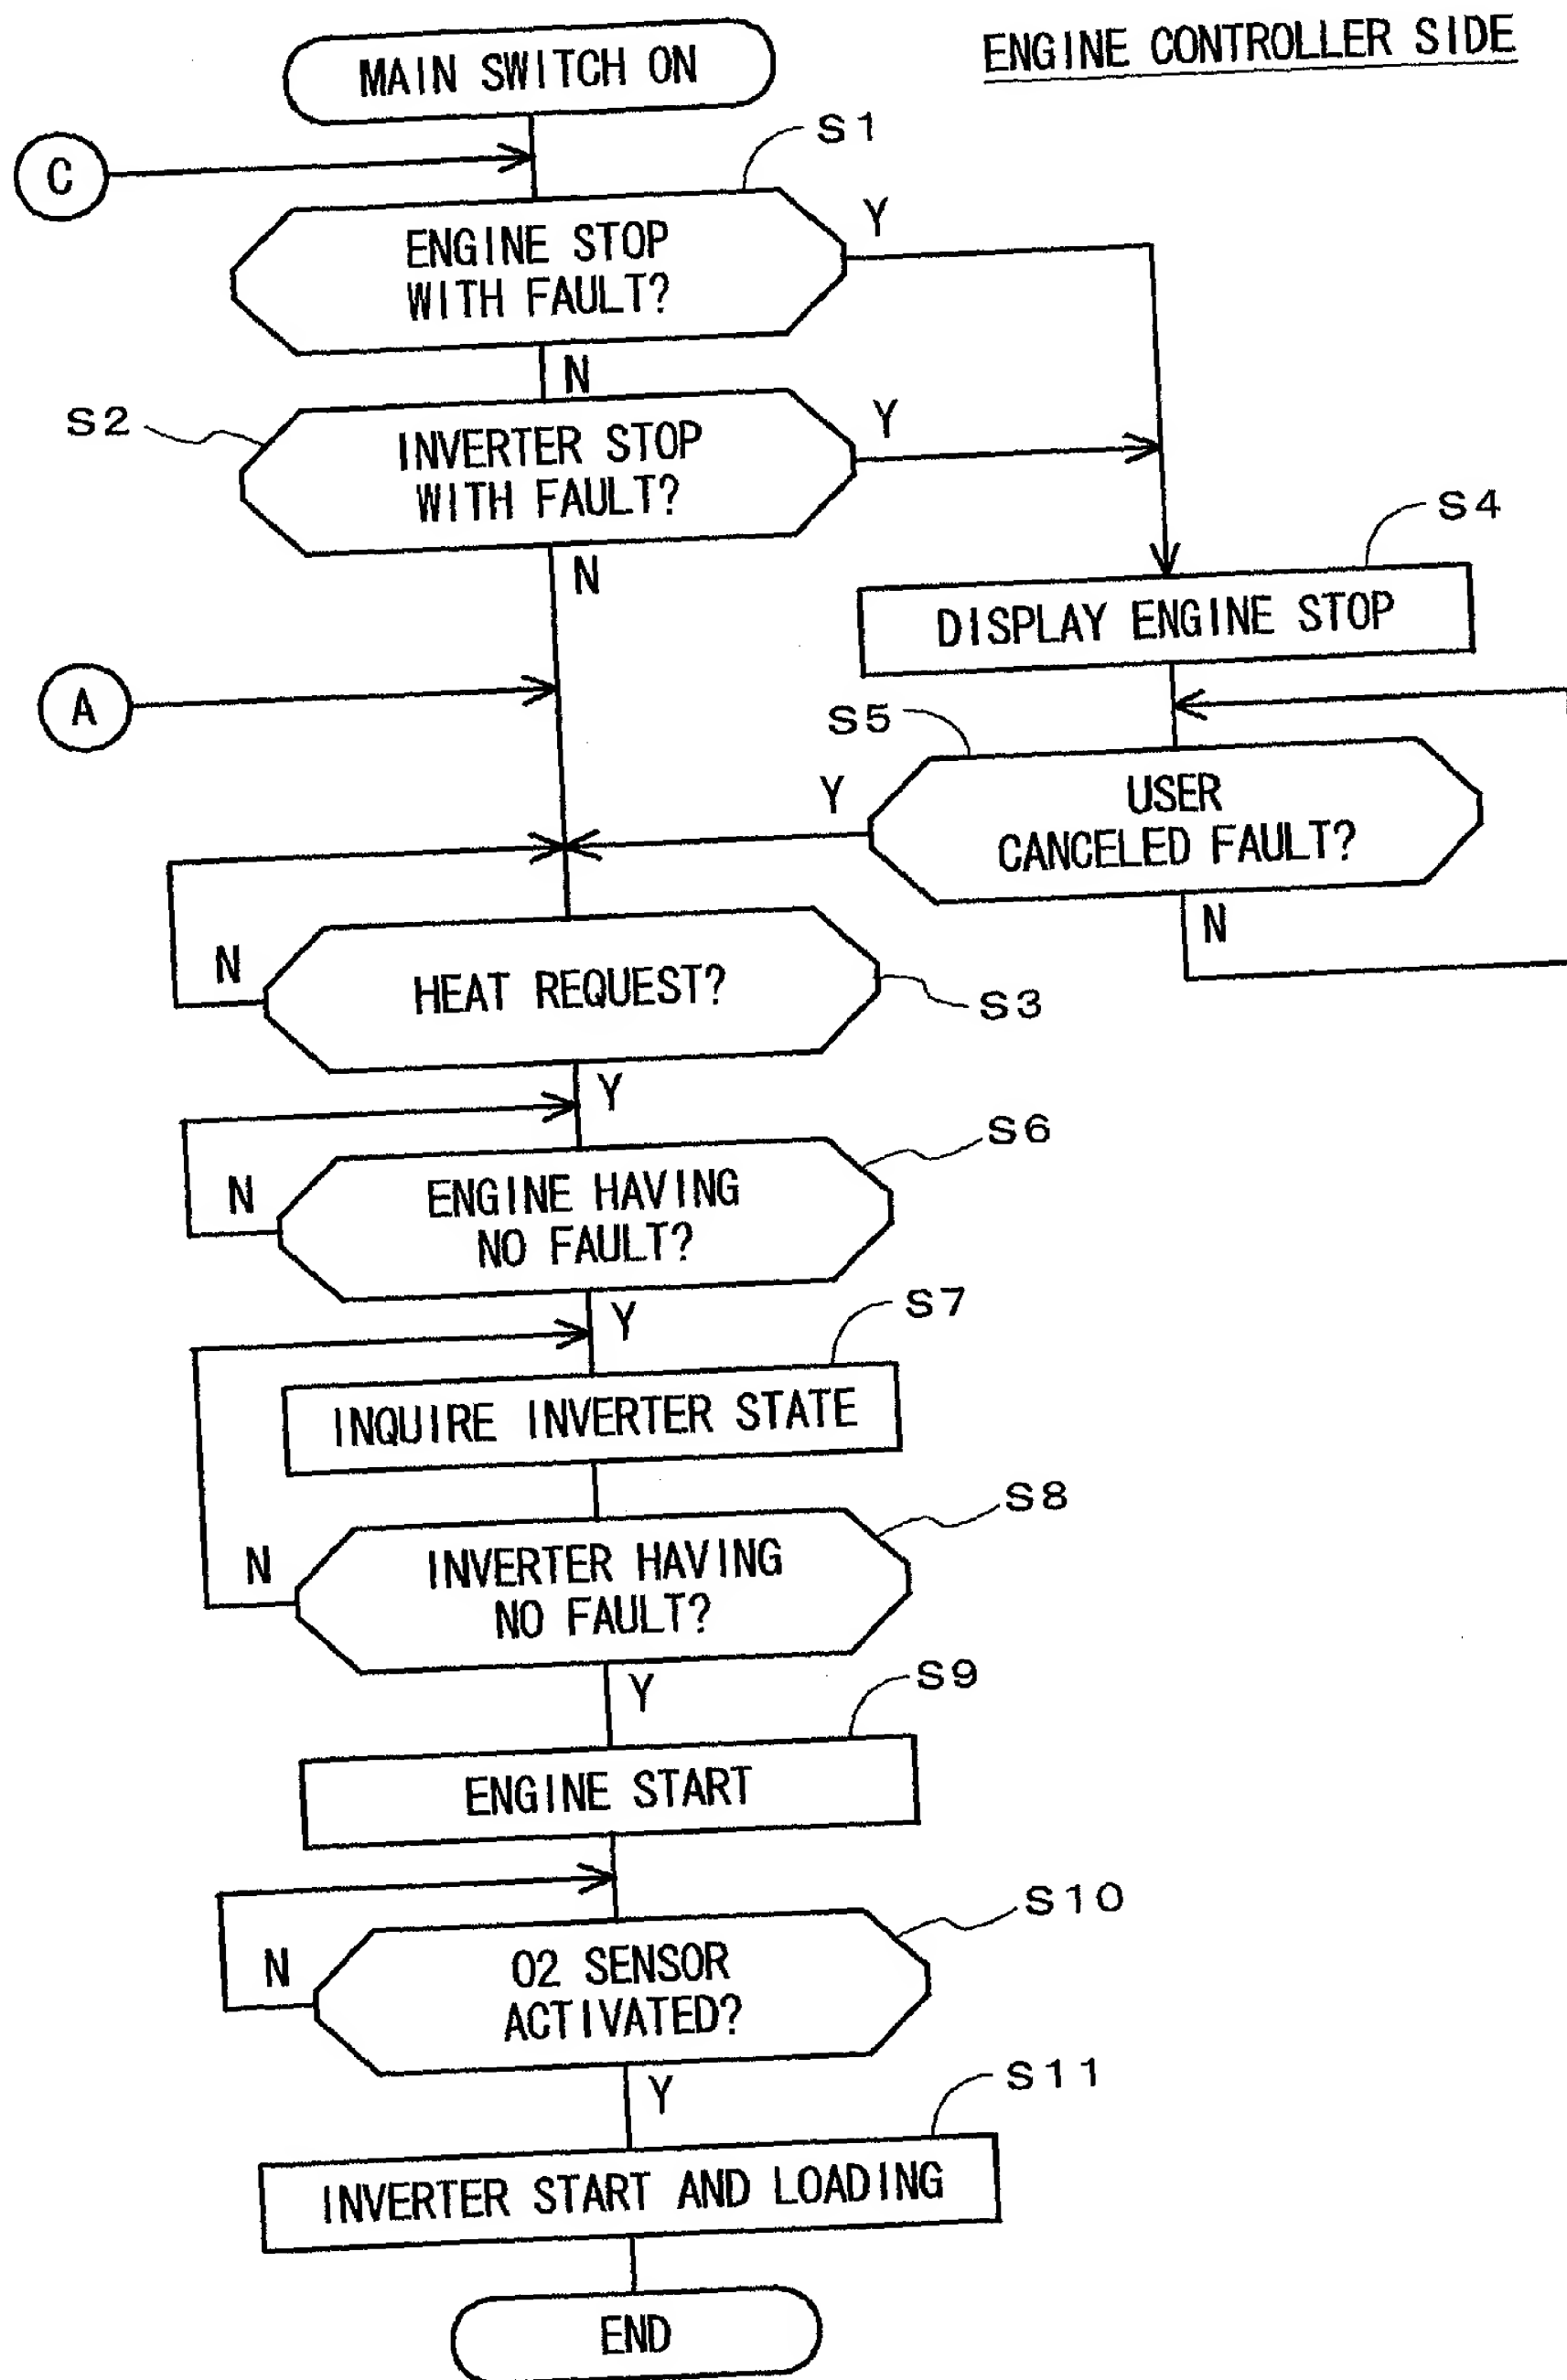 ENGINE CONTROLLER SIDE
MAIN SWITCH ON
C
S1
ENGINE STOP
WITH FAULT?
Y
N
S2
INVERTER STOP
WITH FAULT?
Y
N
S4
DISPLAY ENGINE STOP
A
S5
USER
CANCELED FAULT?
Y
N
HEAT REQUEST?
N
S3
Y
S6
ENGINE HAVING
NO FAULT?
N
Y
S7
INQUIRE INVERTER STATE
S8
INVERTER HAVING
NO FAULT?
N
Y
S9
ENGINE START
S10
O2 SENSOR
ACTIVATED?
N
Y
S11
INVERTER START AND LOADING
END